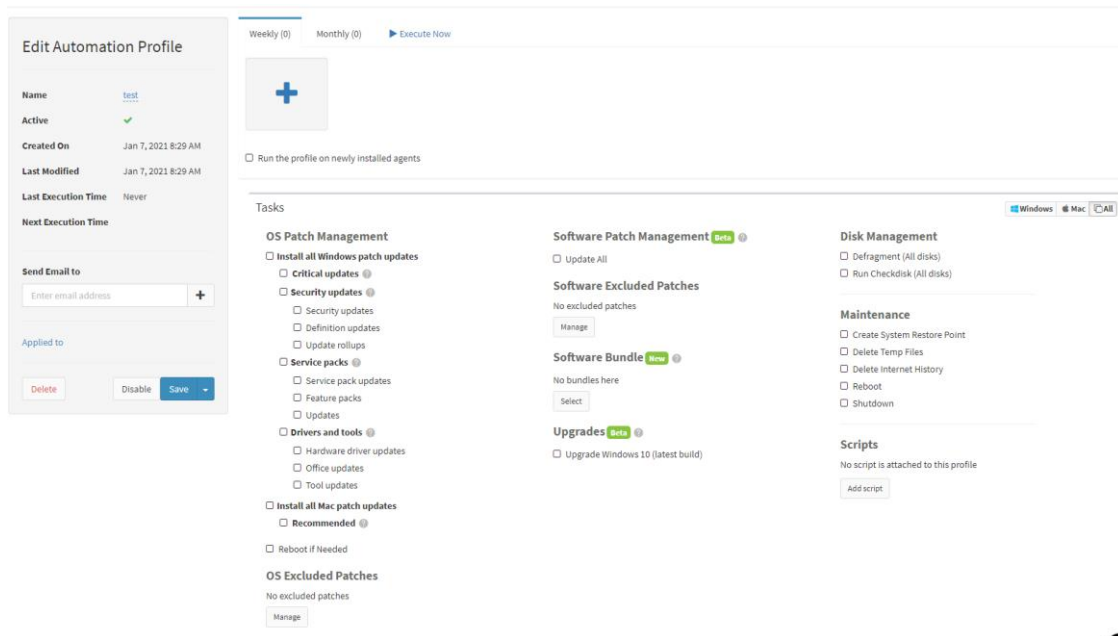 Edit Automation Profile
Name test
Active
Created On Jan 7, 2021 8:29 AM
Last Modified Jan 7, 2021 8:29 AM
Last Execution Time Never
Next Execution Time
Send Email to
Enter email address
Applied to
Delete Disable Save
Weekly (0) Monthly (0) Execute Now
Run the profile on newly installed agents
Tasks
Windows Mac All
OS Patch Management
Install all Windows patch updates
Critical updates
Security updates
Security updates
Definition updates
Update rollups
Service packs
Service pack updates
Feature packs
Updates
Drivers and tools
Hardware driver updates
Office updates
Tool updates
Install all Mac patch updates
Recommended
Reboot if Needed
OS Excluded Patches
No excluded patches
Manage
Software Patch Management Beta
Update All
Software Excluded Patches
No excluded patches
Manage
Software Bundle New
No bundles here
Select
Upgrades Beta
Upgrade Windows 10 (latest build)
Disk Management
Defragment (All disks)
Run Checkdisk (All disks)
Maintenance
Create System Restore Point
Delete Temp Files
Delete Internet History
Reboot
Shutdown
Scripts
No script is attached to this profile
Add script